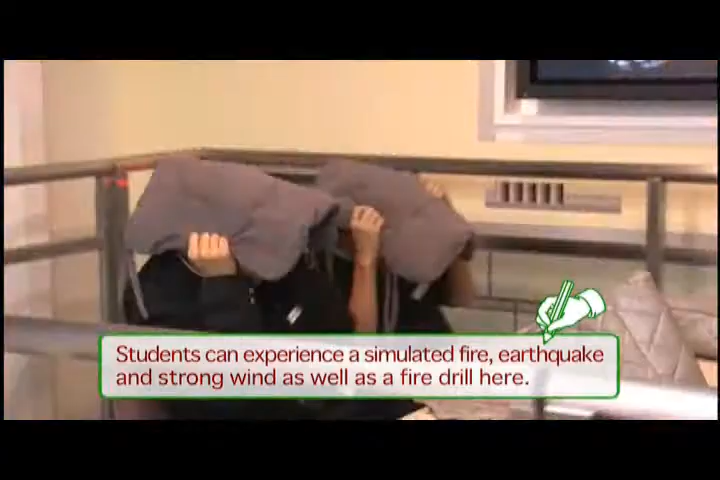 Students can experience a simulated fire, earthquake
and strong wind as well as a fire drill here.